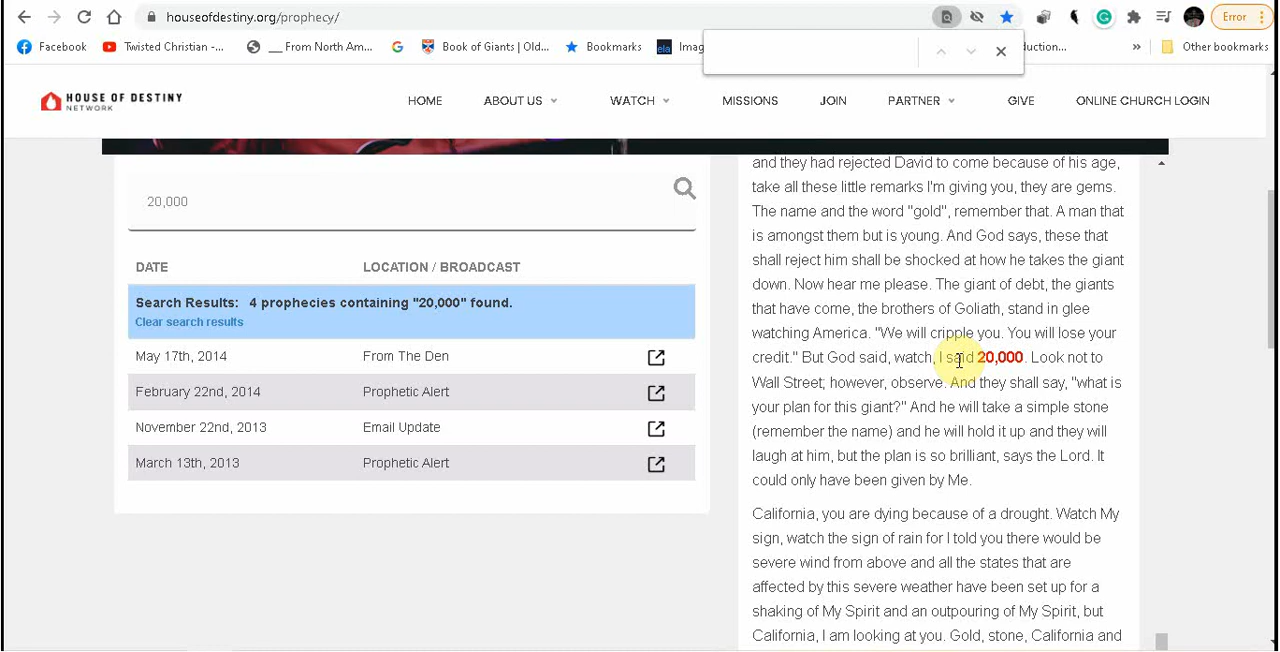 houseofdestiny.org/prophecy/
Error
Facebook
Twisted Christian -...
__ From North Am...
Book of Giants | Old...
Bookmarks
ela
Imag
duction...
»
Other bookmarks
HOUSE OF DESTINY
NETWORK
HOME
ABOUT US
WATCH
MISSIONS
JOIN
PARTNER
GIVE
ONLINE CHURCH LOGIN
20,000
DATE
LOCATION / BROADCAST
Search Results: 4 prophecies containing "20,000" found.
Clear search results
May 17th, 2014 From The Den
February 22nd, 2014 Prophetic Alert
November 22nd, 2013 Email Update
March 13th, 2013 Prophetic Alert
and they had rejected David to come because of his age,
take all these little remarks I'm giving you, they are gems.
The name and the word "gold", remember that. A man that
is amongst them but is young. And God says, these that
shall reject him shall be shocked at how he takes the giant
down. Now hear me please. The giant of debt, the giants
that have come, the brothers of Goliath, stand in glee
watching America. "We will cripple you. You will lose your
credit." But God said, watch, I said 20,000. Look not to
Wall Street; however, observe. And they shall say, "what is
your plan for this giant?" And he will take a simple stone
(remember the name) and he will hold it up and they will
laugh at him, but the plan is so brilliant, says the Lord. It
could only have been given by Me.
California, you are dying because of a drought. Watch My
sign, watch the sign of rain for I told you there would be
severe wind from above and all the states that are
affected by this severe weather have been set up for a
shaking of My Spirit and an outpouring of My Spirit, but
California, I am looking at you. Gold, stone, California and